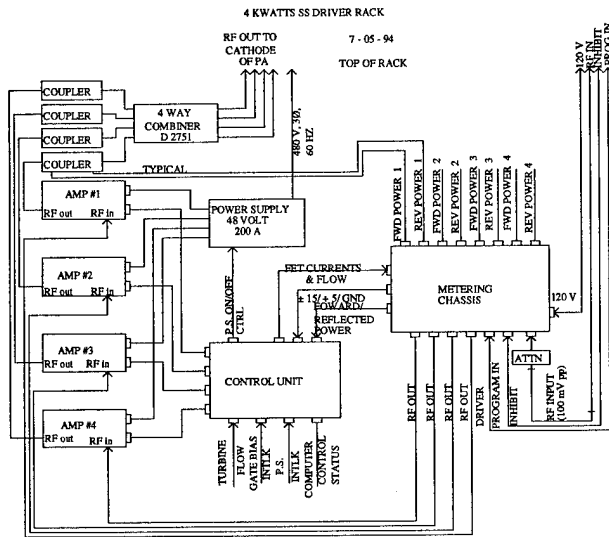 4 KWATTS SS DRIVER RACK
7 - 05 - 94
TOP OF RACK
RF OUT TO
CATHODE
OF PA
120 V
RF IN
INHIBIT
PROG IN
COUPLER
COUPLER
COUPLER
COUPLER
4 WAY
COMBINER
D 2751
480 V, 3Ø,
60 HZ
TYPICAL
FWD POWER 1
REV POWER 1
FWD POWER 2
REV POWER 2
FWD POWER 3
REV POWER 3
FWD POWER 4
REV POWER 4
AMP #1
RF out
RF in
POWER SUPPLY
48 VOLT
200 A
AMP #2
RF out
RF in
P.S. ON/OFF
CTRL
FET CURRENTS
& FLOW
± 15/+ 5/ GND
FOWARD/
REFLECTED
POWER
METERING
CHASSIS
120 V
AMP #3
RF out
RF in
CONTROL UNIT
ATTN
AMP #4
RF out
RF in
TURBINE
FLOW
GATE BIAS
INTLK
P.S.
INTLK
COMPUTER
CONTROL
STATUS
RF OUT
RF OUT
RF OUT
RF OUT
DRIVER
PROGRAM IN
INHIBIT
RF INPUT
(100 mV pp)